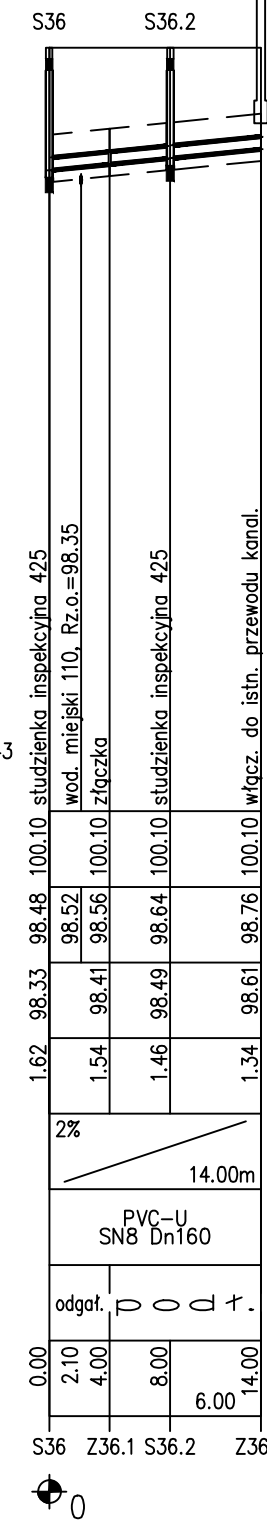 S36 S36.2
studzienka inspekcyjna 425
wod. miejski 110, Rz.o.=98.35
złączka
studzienka inspekcyjna 425
włącz. do istn. przewodu kanal.
3
100.10 100.10 100.10 100.10
98.48 98.52 98.56 98.64 98.76
98.33 98.41 98.49 98.61
1.62 1.54 1.46 1.34
2%
14.00m
PVC-U
SN8 Dn160
odgał. podł.
0.00 2.10 4.00 8.00 14.00
6.00
S36 Z36.1 S36.2 Z36
0